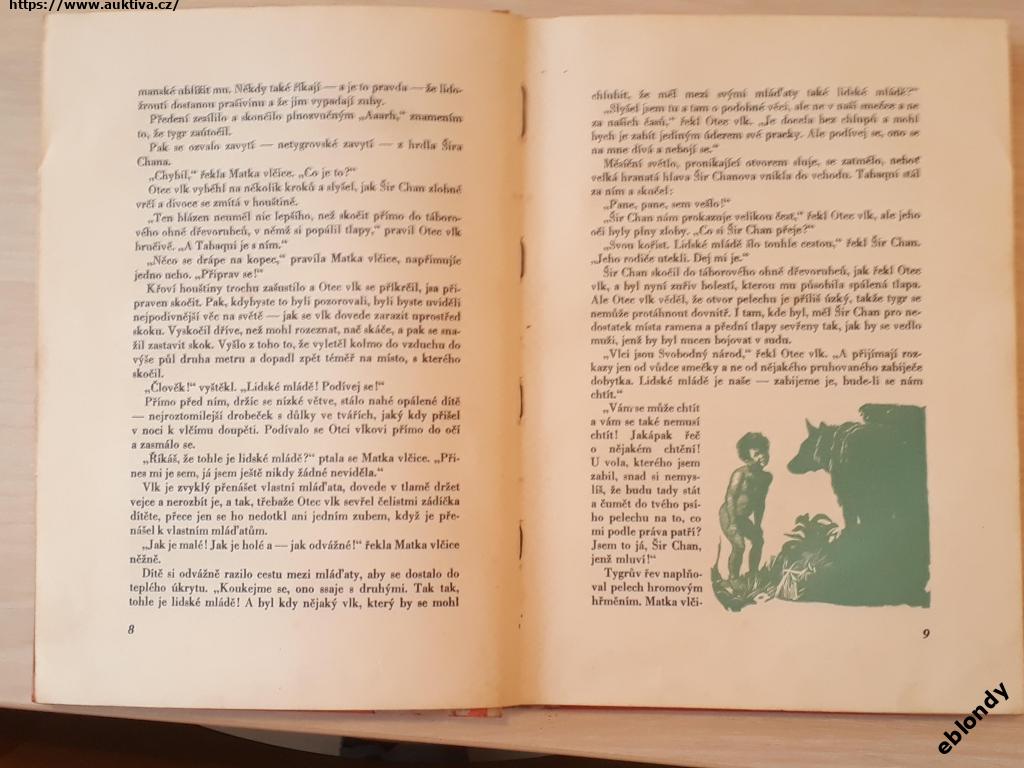 https://www.auktiva.cz/
manské ublížit mu. Někdy také říkají — a je to pravda — že lido-
žrouti dostanou prašivinu a že jim vypadají zuby.
Předení zesílilo a skončilo plnozvučným „Aaarh,“ znamením
to, že tygr zaútočil.
Pak se ozvalo zavytí — netygrovské zavytí — z hrdla Šíra
Chana.
„Chybil,“ řekla Matka vlčice. „Co je to?“
Otec vlk vyběhl na několik kroků a slyšel, jak Šír Chan zlobně
vrčí a divoce se zmítá v houštině.
„Ten blázen neuměl nic lepšího, než skočit přímo do táboro-
vého ohně dřevorubců, v němž si popálil tlapy,“ pravil Otec vlk
hručivě. „A Tabaqui je s ním.“
„Něco se drápe na kopec,“ pravila Matka vlčice, napřimujíc
jedno ucho. „Připrav se!“
Křoví houštiny trochu zašustilo a Otec vlk se přikrčil, jsa při-
praven skočit. Pak, kdybyste to byli pozorovali, byli byste uviděli
nejpodivnější věc na světě — jak se vlk dovede zarazit uprostřed
skoku. Vyskočil dříve, než mohl rozeznat, nač skáče, a pak se sna-
žil zastavit skok. Vyšlo z toho to, že vyletěl kolmo do vzduchu do
výše půl druha metru a dopadl zpět téměř na místo, s kterého
skočil.
„Člověk!“ vyštěkl. „Lidské mládě! Podívej se!“
Přímo před ním, držíc se nízké větve, stálo nahé opálené dítě
— nejroztomilejší drobeček s důlky ve tvářích, jaký kdy přišel
v noci k vlčímu doupěti. Podívalo se Otci vlkovi přímo do očí
a zasmálo se.
„Říkáš, že tohle je lidské mládě?“ ptala se Matka vlčice. „Při-
nes mi je sem, já jsem ještě nikdy žádné neviděla.“
Vlk je zvyklý přenášet vlastní mláďata, dovede v tlamě držet
vejce a nerozbít je, a tak, třebaže Otec vlk sevřel čelistmi zádíčka
dítěte, přece jen se ho nedotkl ani jedním zubem, když je pře-
nášel k vlastním mláďatům.
„Jak je malé! Jak je holé a — jak odvážné!“ řekla Matka vlčice
něžně.
Dítě si odvážně razilo cestu mezi mláďaty, aby se dostalo do
teplého úkrytu. „Koukejme se, ono ssaje s druhými. Tak tak,
tohle je lidské mládě! A byl kdy nějaký vlk, který by se mohl
8
chlubit, že měl mezi svými mláďaty také lidské mládě?“
„Slyšel jsem tu a tam o podobné věci, ale ne v naší smečce a ne
za našich časů,“ řekl Otec vlk. „Je docela bez chlupů a mohl
bych je zabít jediným úderem své pracky. Ale podívej se, ono se
na mne dívá a nebojí se.“
Měsíční světlo, pronikající otvorem sluje, se zatmělo, neboť
velká hranatá hlava Šír Chanova vnikla do vchodu. Tabaqui stál
za ním a skučel:
„Pane, pane, sem vešlo!“
„Šír Chan nám prokazuje velikou čest,“ řekl Otec vlk, ale jeho
oči byly plny zloby. „Co si Šír Chan přeje?“
„Svou kořist. Lidské mládě šlo touhle cestou,“ řekl Šír Chan.
„Jeho rodiče utekli. Dej mi je.“
Šír Chan skočil do táborového ohně dřevorubců, jak řekl Otec
vlk, a byl nyní zuřiv bolestí, kterou mu působila spálená tlapa.
Ale Otec vlk věděl, že otvor pelechu je příliš úzký, takže tygr se
nemůže protáhnout dovnitř. I tam, kde byl, měl Šír Chan pro ne-
dostatek místa ramena a přední tlapy sevřeny tak, jak by se vedlo
muži, jenž by byl nucen bojovat v sudu.
„Vlci jsou Svobodný národ,“ řekl Otec vlk. „A přijímají roz-
kazy jen od vůdce smečky a ne od nějakého pruhovaného zabíječe
dobytka. Lidské mládě je naše — zabijeme je, bude-li se nám
chtít.“
„Vám se může chtít
a vám se také nemusí
chtít! Jakápak řeč
o nějakém chtění!
U vola, kterého jsem
zabil, snad si nemys-
líš, že budu tady stát
a čumět do tvého psí-
ho pelechu na to, co
mi podle práva patří?
Jsem to já, Šír Chan,
jenž mluví!“
Tygrův řev naplňo-
val pelech hromovým
hřměním. Matka vlči-
9
eblondy